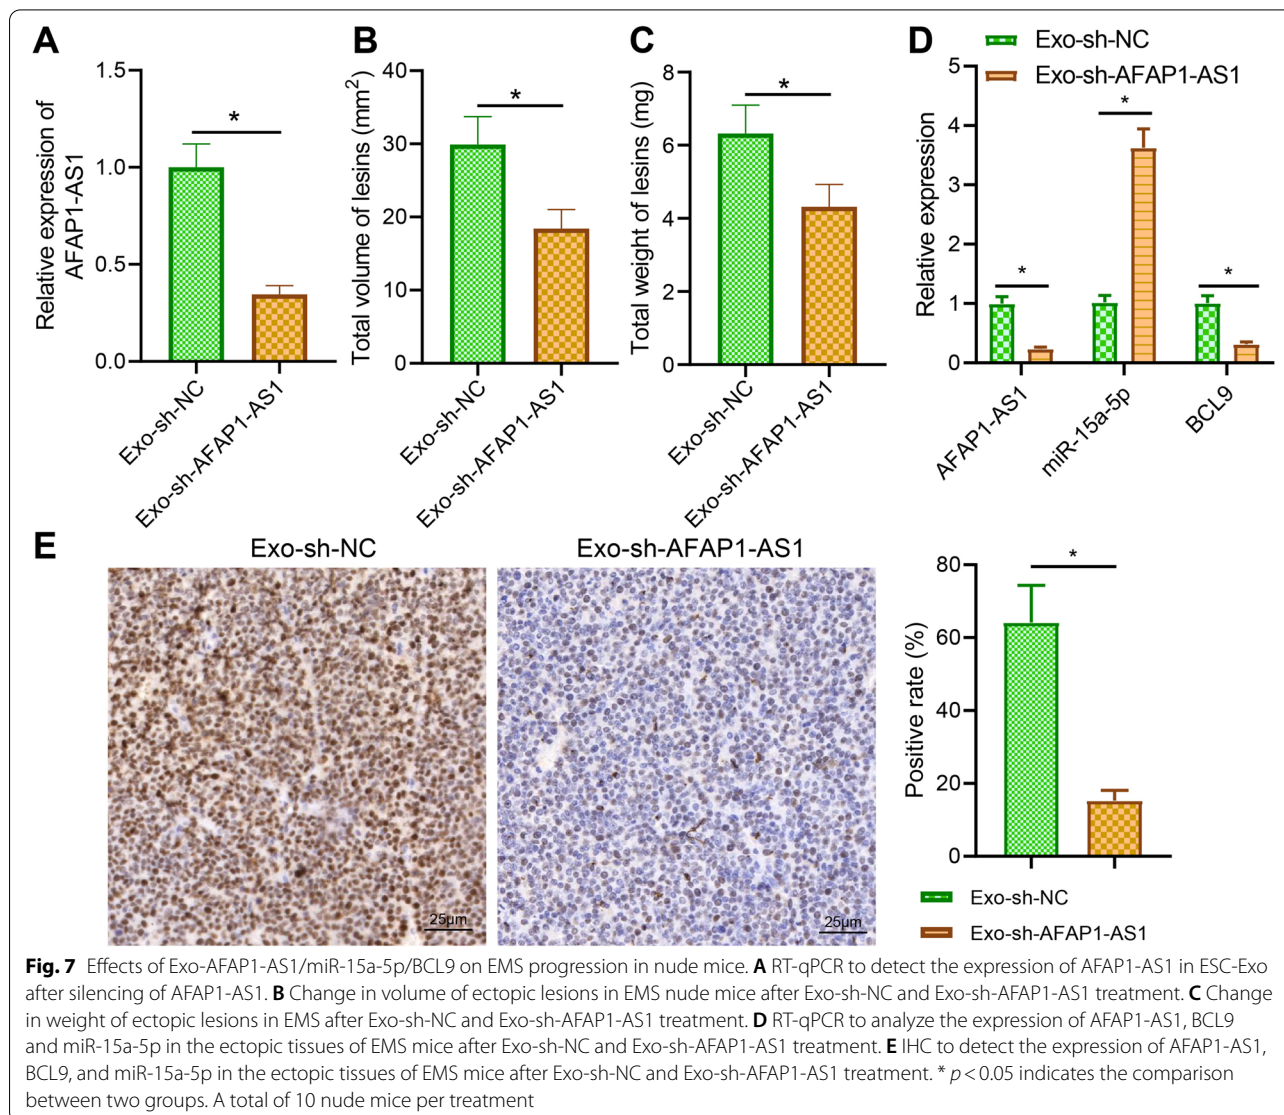 A
Relative expression of
AFAP1-AS1
1.5
1.0
0.5
0.0
*
Exo-sh-NC
Exo-sh-AFAP1-AS1
B
Total volume of lesins (mm²)
40
30
20
10
0
*
Exo-sh-NC
Exo-sh-AFAP1-AS1
C
Total weight of lesins (mg)
8
6
4
2
0
*
Exo-sh-NC
Exo-sh-AFAP1-AS1
D
Exo-sh-NC
Exo-sh-AFAP1-AS1
Relative expression
5
4
3
2
1
0
*
*
*
AFAP1-AS1
miR-15a-5p
BCL9
E
Exo-sh-NC
Exo-sh-AFAP1-AS1
25μm
25μm
Positive rate (%)
80
60
40
20
0
*
Exo-sh-NC
Exo-sh-AFAP1-AS1
Fig. 7 Effects of Exo-AFAP1-AS1/miR-15a-5p/BCL9 on EMS progression in nude mice. A RT-qPCR to detect the expression of AFAP1-AS1 in ESC-Exo
after silencing of AFAP1-AS1. B Change in volume of ectopic lesions in EMS nude mice after Exo-sh-NC and Exo-sh-AFAP1-AS1 treatment. C Change
in weight of ectopic lesions in EMS after Exo-sh-NC and Exo-sh-AFAP1-AS1 treatment. D RT-qPCR to analyze the expression of AFAP1-AS1, BCL9
and miR-15a-5p in the ectopic tissues of EMS mice after Exo-sh-NC and Exo-sh-AFAP1-AS1 treatment. E IHC to detect the expression of AFAP1-AS1,
BCL9, and miR-15a-5p in the ectopic tissues of EMS mice after Exo-sh-NC and Exo-sh-AFAP1-AS1 treatment. * p < 0.05 indicates the comparison
between two groups. A total of 10 nude mice per treatment